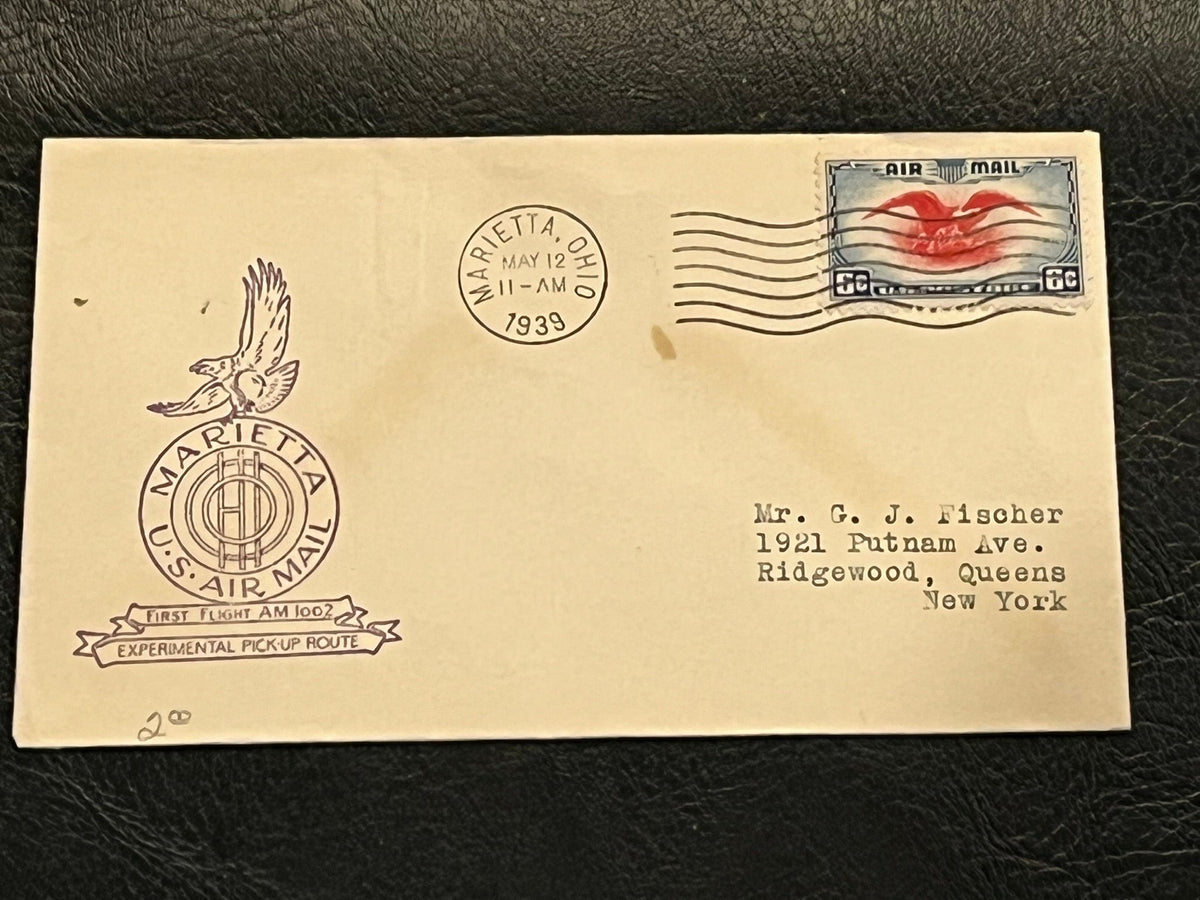 AIR MAIL
6¢ 6¢
MARIETTA, OHIO
MAY 12
11-AM
1939
MARIETTA
OHIO
U.S. AIR MAIL
FIRST FLIGHT AM 1002
EXPERIMENTAL PICK-UP ROUTE
Mr. G. J. Fischer
1921 Putnam Ave.
Ridgewood, Queens
New York
2 00